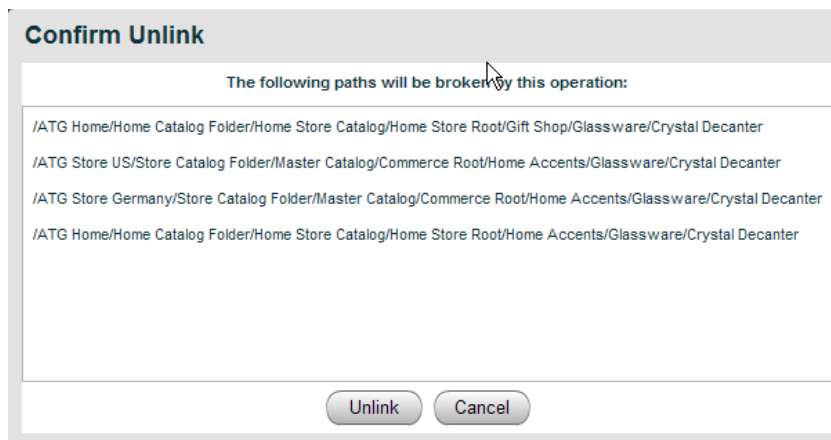 Confirm Unlink
The following paths will be broken by this operation:
/ATG Home/Home Catalog Folder/Home Store Catalog/Home Store Root/Gift Shop/Glassware/Crystal Decanter
/ATG Store US/Store Catalog Folder/Master Catalog/Commerce Root/Home Accents/Glassware/Crystal Decanter
/ATG Store Germany/Store Catalog Folder/Master Catalog/Commerce Root/Home Accents/Glassware/Crystal Decanter
/ATG Home/Home Catalog Folder/Home Store Catalog/Home Store Root/Home Accents/Glassware/Crystal Decanter
Unlink Cancel